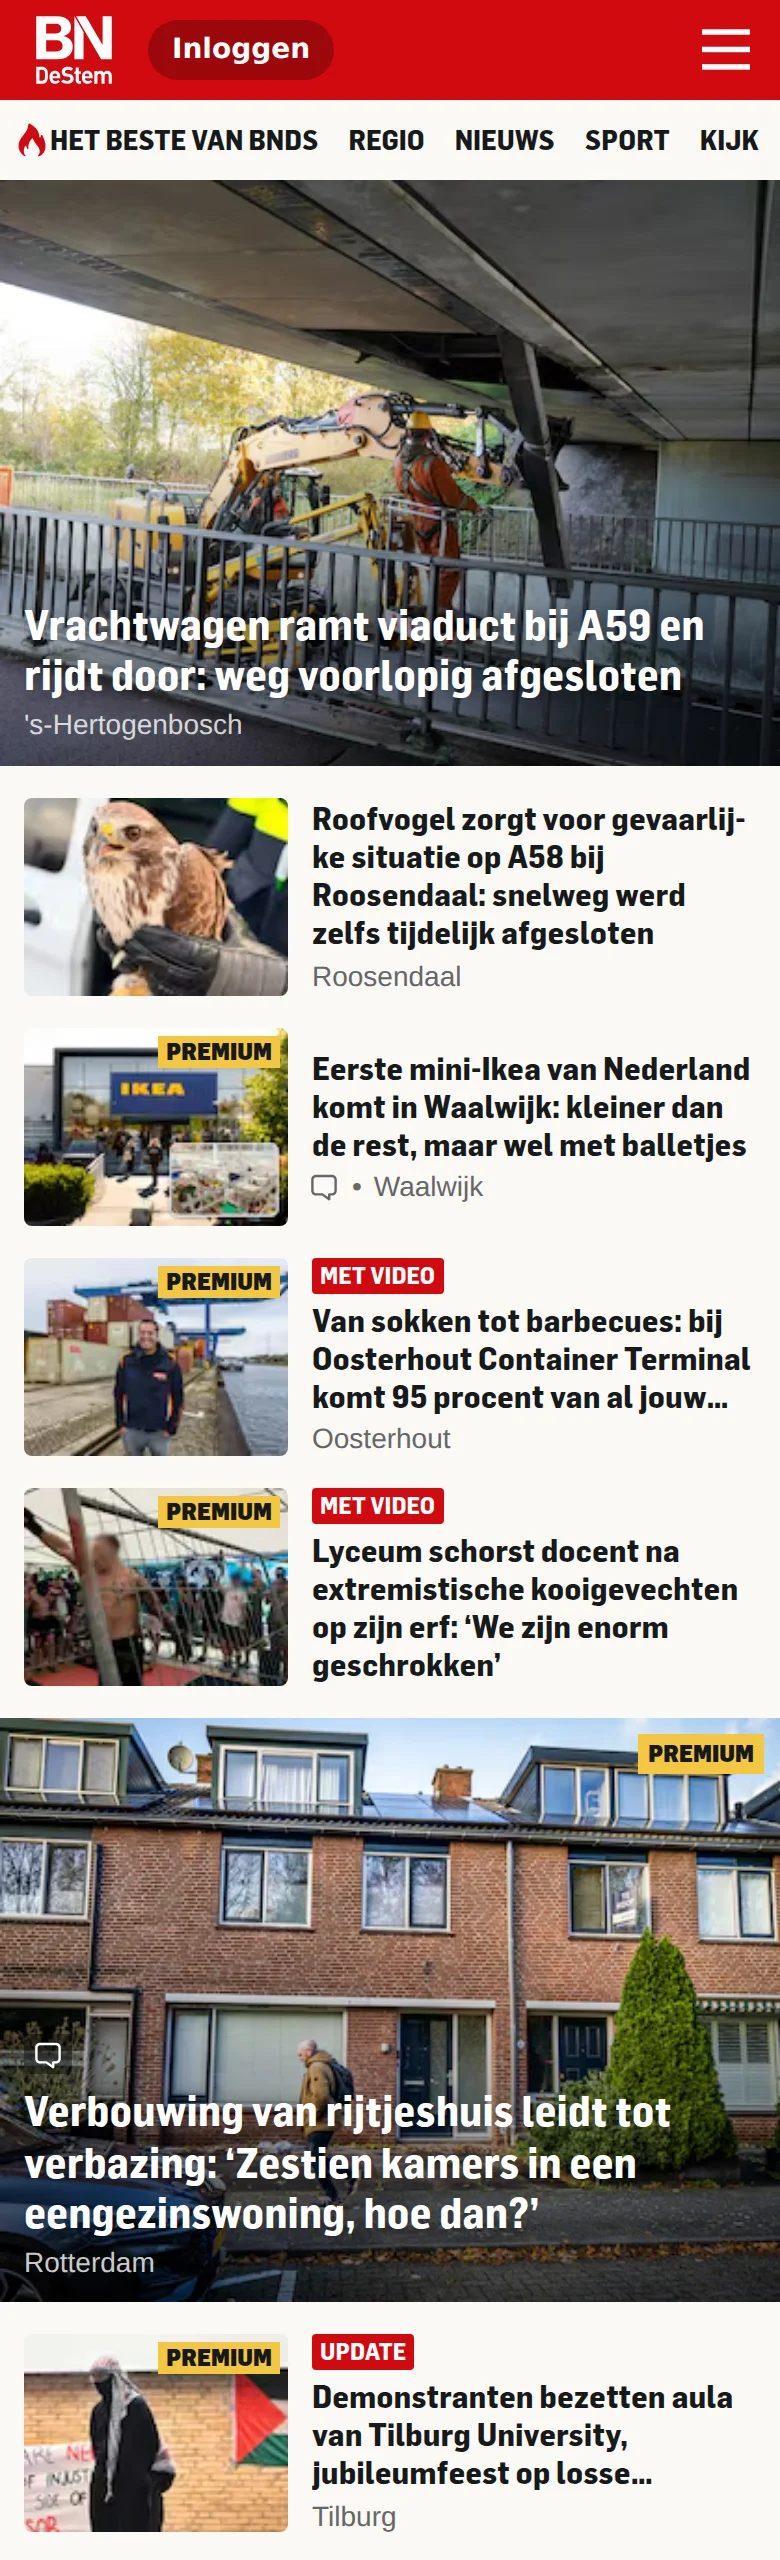 BN
DeStem
Inloggen
HET BESTE VAN BNDS REGIO NIEUWS SPORT KIJK
Vrachtwagen ramt viaduct bij A59 en
rijdt door: weg voorlopig afgesloten
's-Hertogenbosch
Roofvogel zorgt voor gevaarlij-
ke situatie op A58 bij
Roosendaal: snelweg werd
zelfs tijdelijk afgesloten
Roosendaal
PREMIUM
IKEA
Eerste mini-Ikea van Nederland
komt in Waalwijk: kleiner dan
de rest, maar wel met balletjes
• Waalwijk
PREMIUM
MET VIDEO
Van sokken tot barbecues: bij
Oosterhout Container Terminal
komt 95 procent van al jouw...
Oosterhout
PREMIUM
MET VIDEO
Lyceum schorst docent na
extremistische kooigevechten
op zijn erf: ‘We zijn enorm
geschrokken’
PREMIUM
Verbouwing van rijtjeshuis leidt tot
verbazing: ‘Zestien kamers in een
eengezinswoning, hoe dan?’
Rotterdam
PREMIUM
UPDATE
Demonstranten bezetten aula
van Tilburg University,
jubileumfeest op losse...
Tilburg
SIDE OF